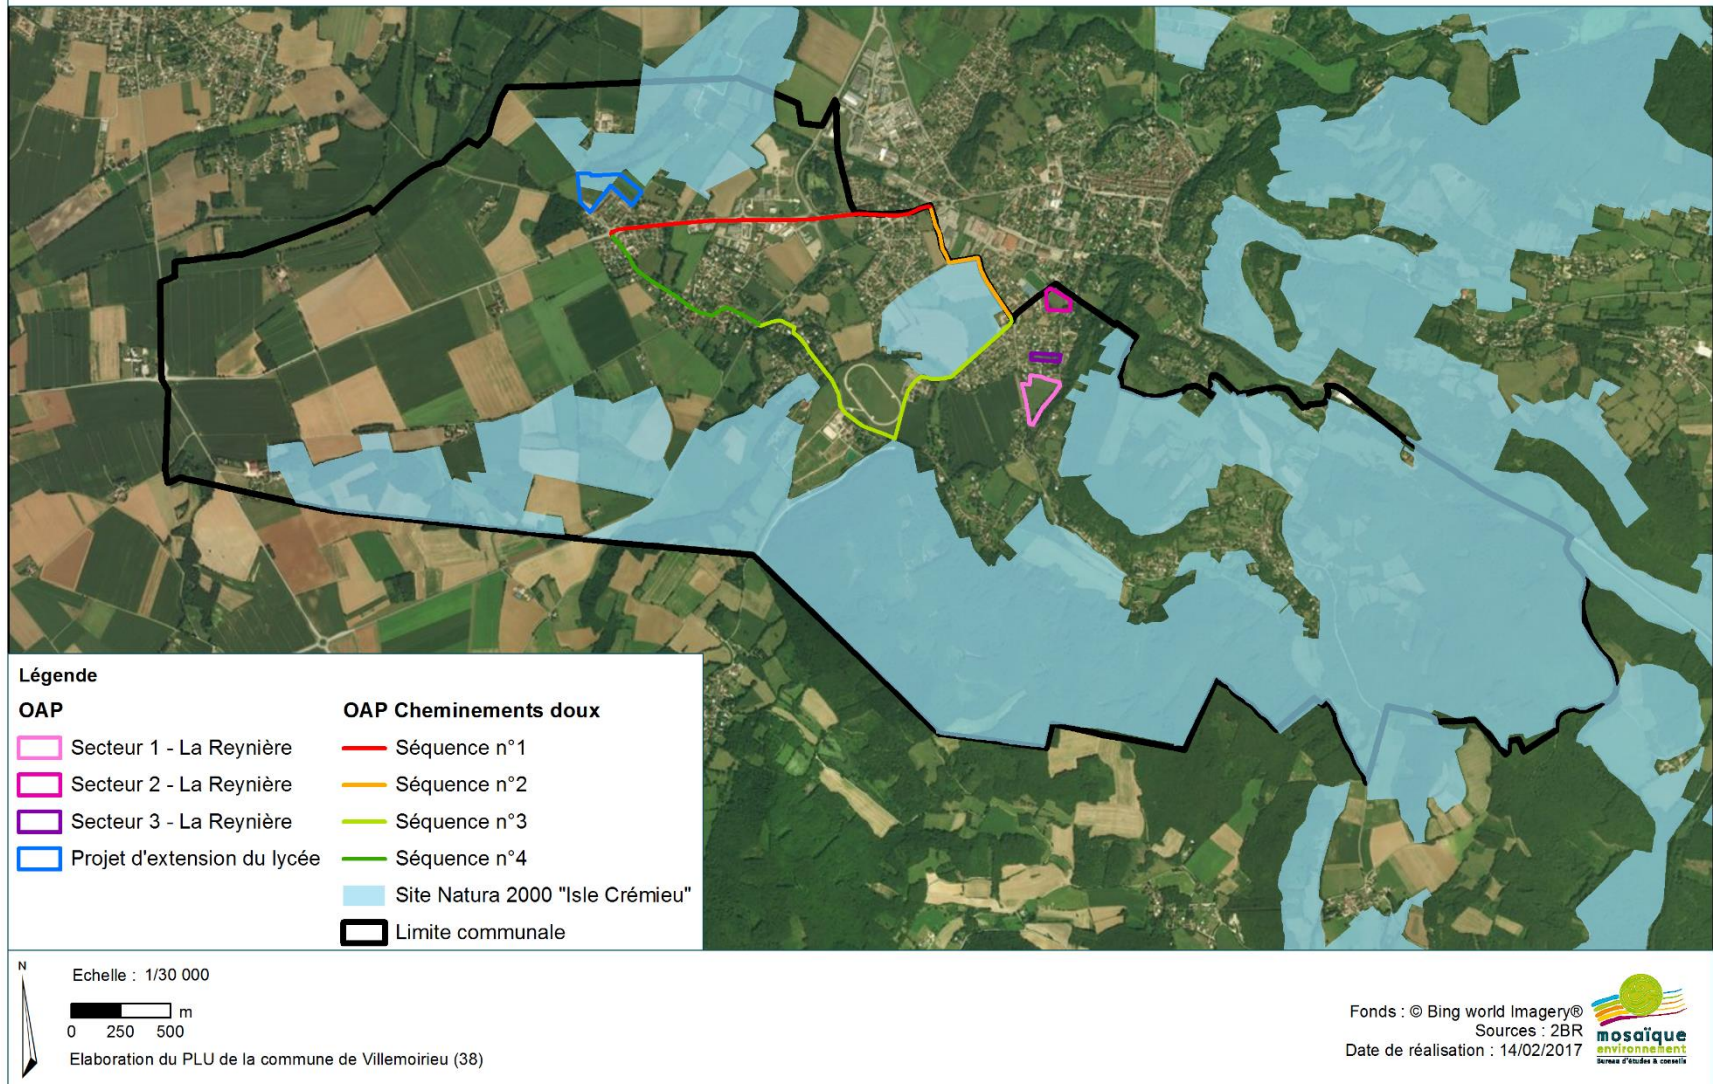 Légende
OAP
Secteur 1 - La Reynière
Secteur 2 - La Reynière
Secteur 3 - La Reynière
Projet d'extension du lycée
OAP Cheminements doux
Séquence n°1
Séquence n°2
Séquence n°3
Séquence n°4
Site Natura 2000 "Isle Crémieu"
Limite communale
N
Echelle : 1/30 000
m
0 250 500
Elaboration du PLU de la commune de Villemoirieu (38)
Fonds : © Bing world Imagery®
Sources : 2BR
Date de réalisation : 14/02/2017
mosaïque
environnement
Bureau d'études & conseils